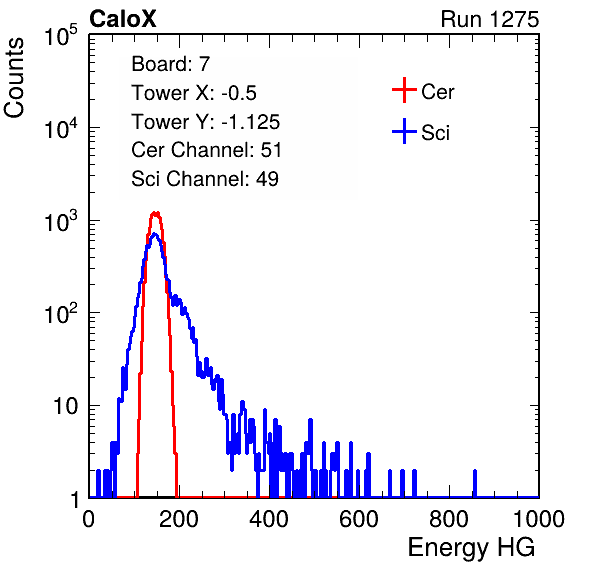 CaloX Run 1275
Counts
10^5
10^4
10^3
10^2
10
1
Board: 7
Tower X: -0.5
Tower Y: -1.125
Cer Channel: 51
Sci Channel: 49
Cer
Sci
0 200 400 600 800 1000
Energy HG